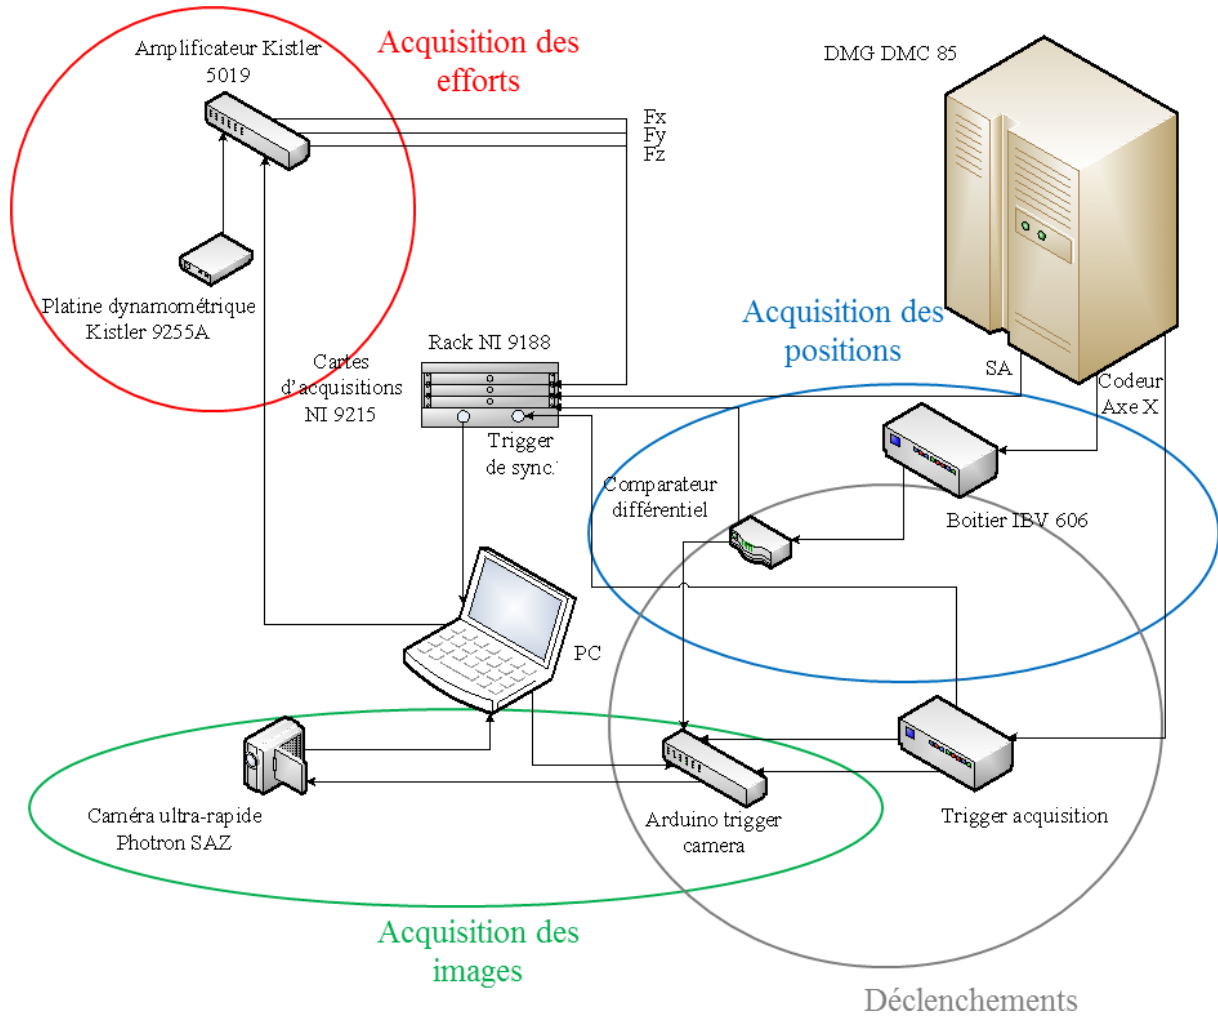 Amplificateur Kistler
5019
Acquisition des
efforts
DMG DMC 85
Fx
Fy
Fz
Platine dynamométrique
Kistler 9255A
Acquisition des
positions
Rack NI 9188
Cartes
d'acquisitions
NI 9215
SA
Codeur
Axe X
Trigger
de sync.
Comparateur
différentiel
Boitier IBV 606
PC
Caméra ultra-rapide
Photron SAZ
Arduino trigger
camera
Trigger acquisition
Acquisition des
images
Déclenchements